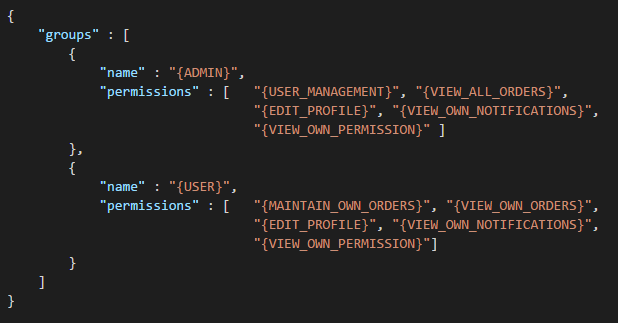 {
    "groups" : [
        {
            "name" : "{ADMIN}",
            "permissions" : [   "{USER_MANAGEMENT}", "{VIEW_ALL_ORDERS}",
                                "{EDIT_PROFILE}", "{VIEW_OWN_NOTIFICATIONS}",
                                "{VIEW_OWN_PERMISSION}" ]
        },
        {
            "name" : "{USER}",
            "permissions" : [   "{MAINTAIN_OWN_ORDERS}", "{VIEW_OWN_ORDERS}",
                                "{EDIT_PROFILE}", "{VIEW_OWN_NOTIFICATIONS}",
                                "{VIEW_OWN_PERMISSION}"]
        }
    ]
}